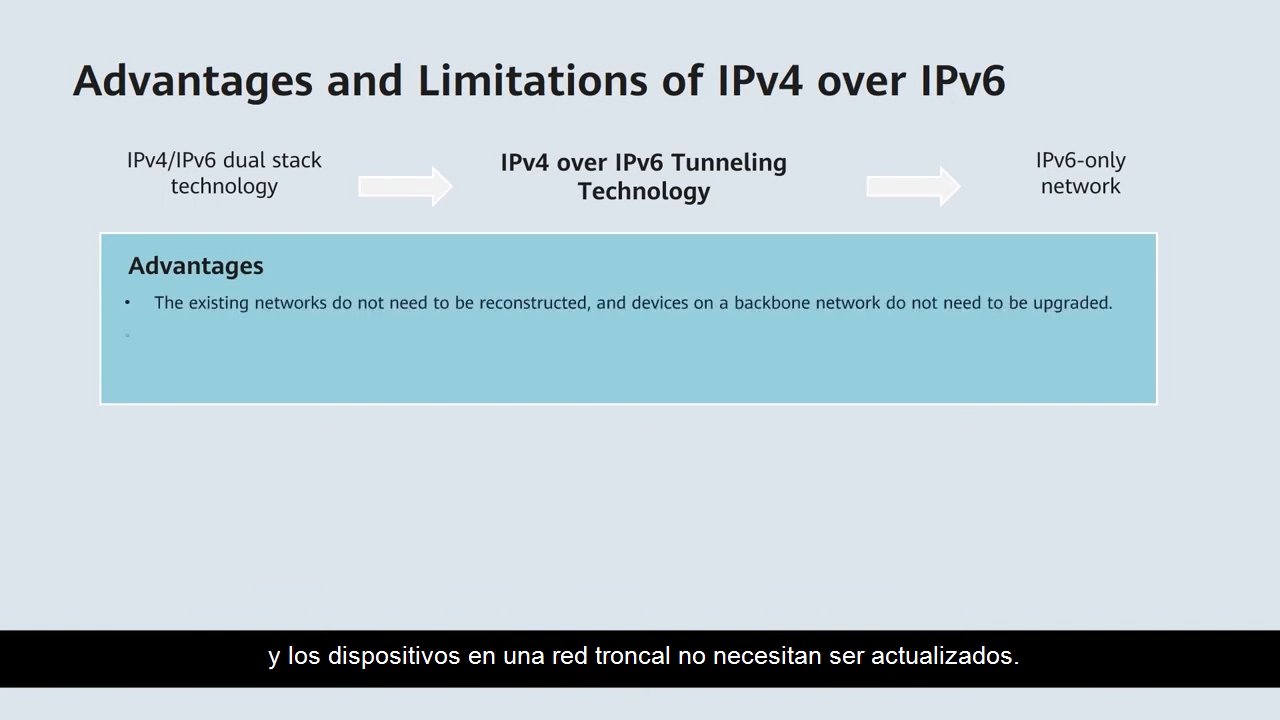 Advantages and Limitations of IPv4 over IPv6
IPv4/IPv6 dual stack
technology
IPv4 over IPv6 Tunneling
Technology
IPv6-only
network
Advantages
• The existing networks do not need to be reconstructed, and devices on a backbone network do not need to be upgraded.
y los dispositivos en una red troncal no necesitan ser actualizados.